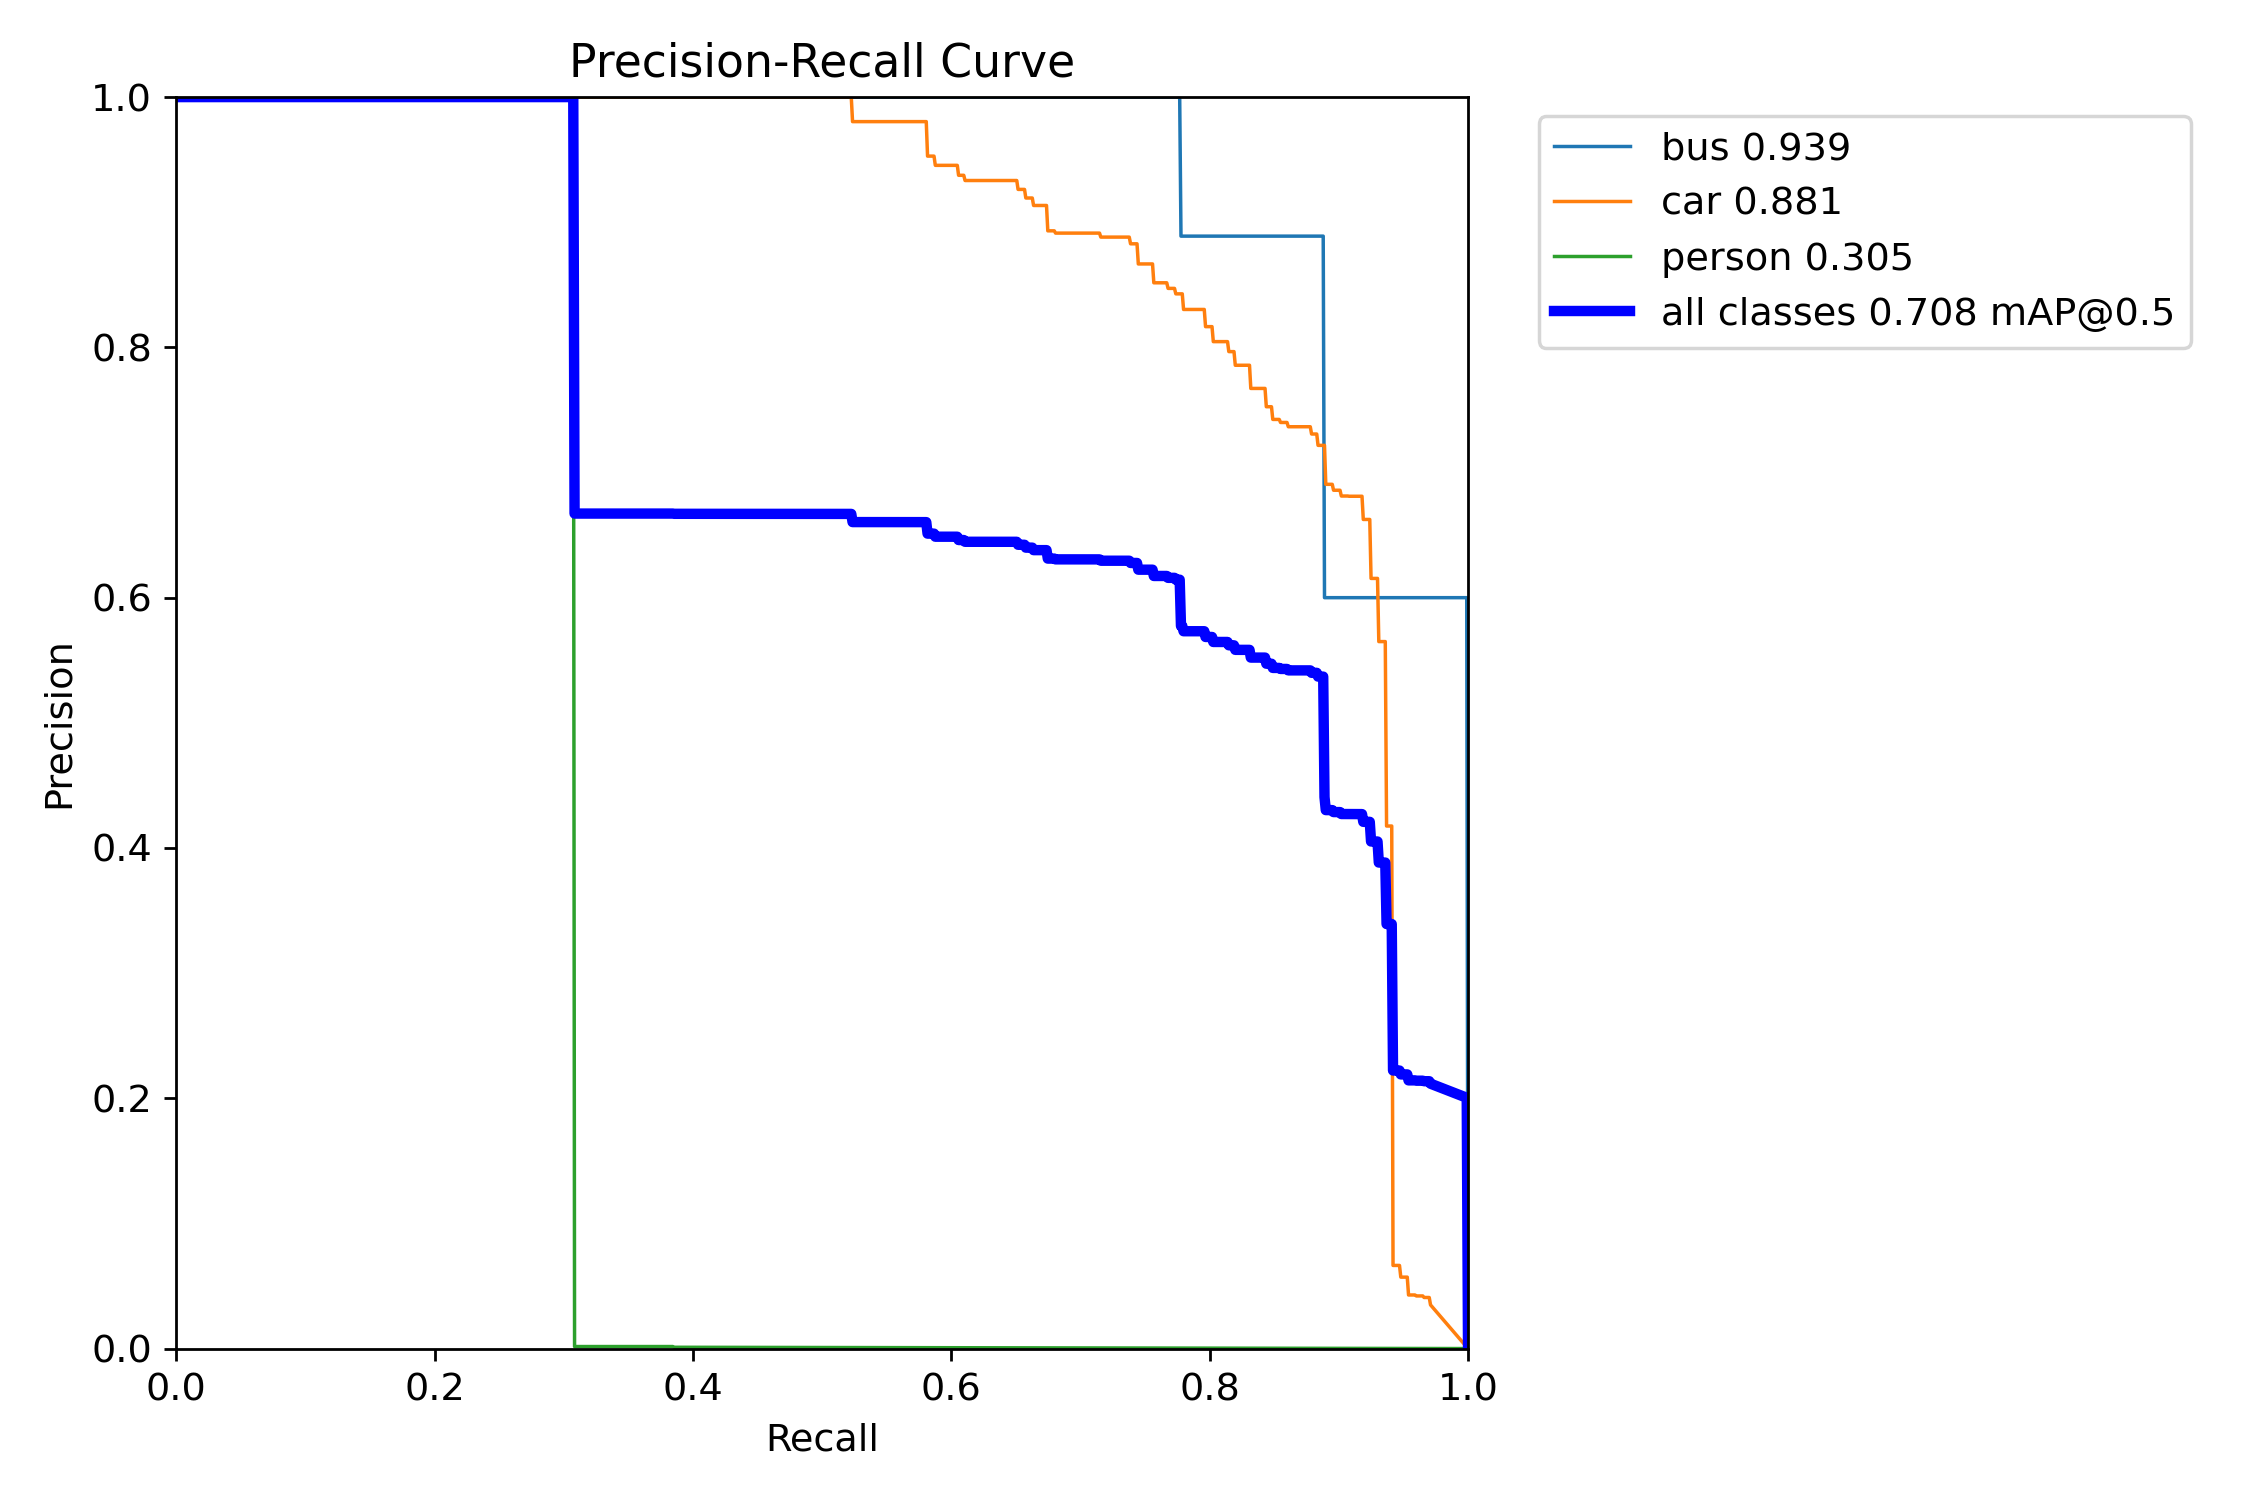 Precision-Recall Curve
1.0
0.8
0.6
0.4
0.2
0.0
Precision
0.0 0.2 0.4 0.6 0.8 1.0
Recall
bus 0.939
car 0.881
person 0.305
all classes 0.708 mAP@0.5